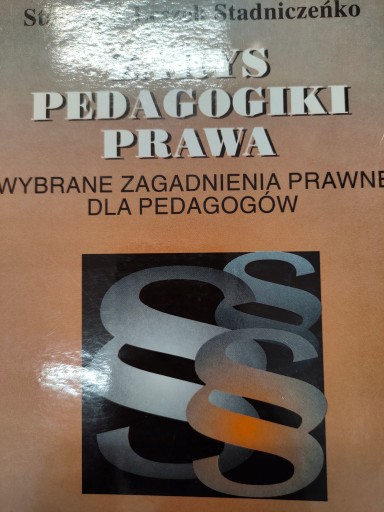 Stadniczeńko
PEDAGOGIKI
PRAWA
WYBRANE ZAGADNIENIA PRAWNE
DLA PEDAGOGÓW